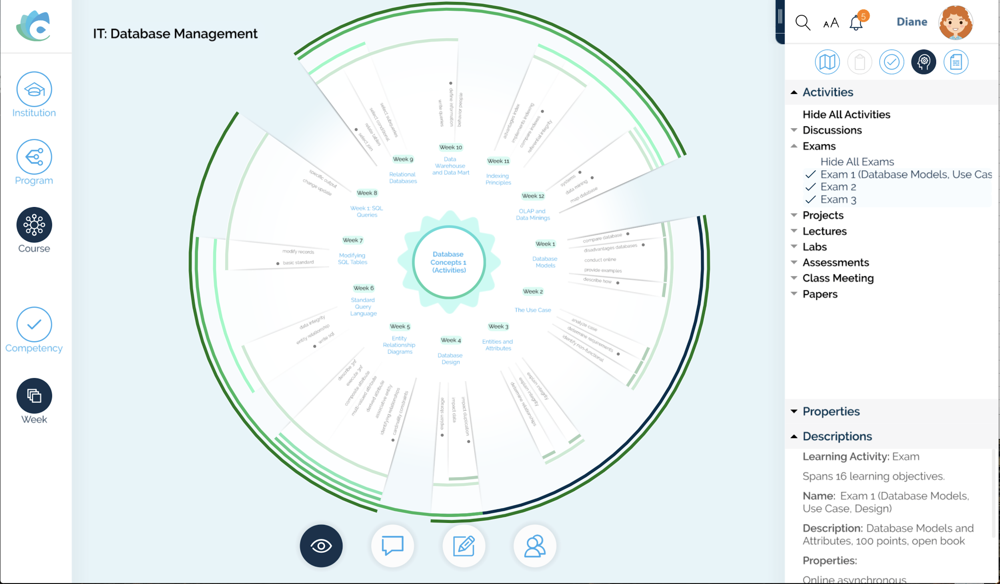 IT: Database Management
Institution
Program
Course
Competency
Week
Database
Concepts 1
(Activities)
Week 1
Database
Models
compare database
disadvantages databases
conduct online
provide examples
describe how
Week 2
The Use Case
analyze case
determine requirements
identify non-functional
Week 3
Entities and
Attributes
explain integrity
explain integrity
determine relationships
Week 4
Database
Design
impact duplication
impact data
explain storage
Week 5
Entity
Relationship
Diagrams
cardinality constraints
identifying relationships
associative entity
derived attribute
multi-valued attribute
composite attribute
execute 3nf
describe 3nf
Week 6
Standard
Query
Language
write sql
entity relationship
data integrity
Week 7
Modifying
SQL Tables
basic standard
modify records
Week 8
Week 1: SQL
Queries
change update
specific output
Week 9
Relational
Databases
select join
relate tables
select conditional
select subqueries
Week 10
Data
Warehouse
and Data Mart
write queries
define information
behavior people
Week 11
Indexing
Principles
advantages index
implements indexing
compare indexes
referential integrity
Week 12
OLAP and
Data Minings
systems
data mining
map database
AA
5
Diane
Activities
Hide All Activities
Discussions
Exams
Hide All Exams
Exam 1 (Database Models, Use Cas
Exam 2
Exam 3
Projects
Lectures
Labs
Assessments
Class Meeting
Papers
Properties
Descriptions
Learning Activity: Exam
Spans 16 learning objectives.
Name: Exam 1 (Database Models,
Use Case, Design)
Description: Database Models and
Attributes, 100 points, open book
Properties:
Online asynchronous